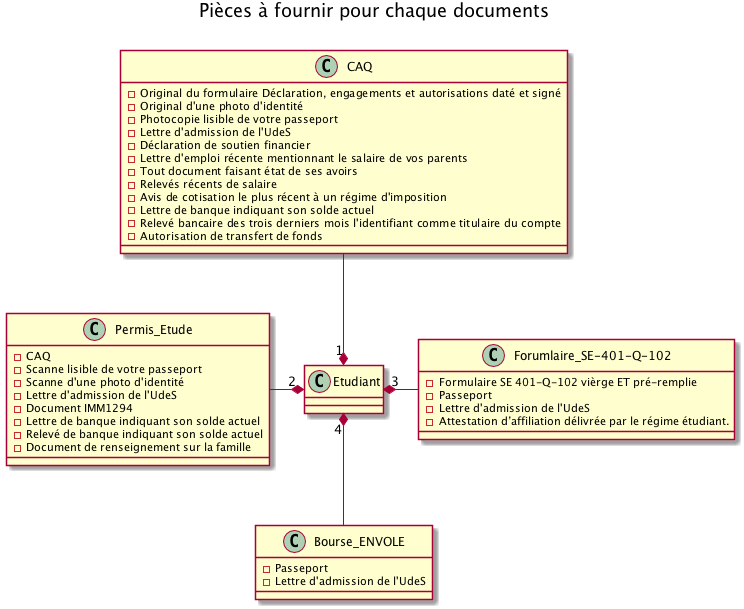 Pièces à fournir pour chaque documents
C CAQ
Original du formulaire Déclaration, engagements et autorisations daté et signé
Original d'une photo d'identité
Photocopie lisible de votre passeport
Lettre d'admission de l'UdeS
Déclaration de soutien financier
Lettre d'emploi récente mentionnant le salaire de vos parents
Tout document faisant état de ses avoirs
Relevés récents de salaire
Avis de cotisation le plus récent à un régime d'imposition
Lettre de banque indiquant son solde actuel
Relevé bancaire des trois derniers mois l'identifiant comme titulaire du compte
Autorisation de transfert de fonds
C Permis_Etude
CAQ
Scanne lisible de votre passeport
Scanne d'une photo d'identité
Lettre d'admission de l'UdeS
Document IMM1294
Lettre de banque indiquant son solde actuel
Relevé de banque indiquant son solde actuel
Document de renseignement sur la famille
1
2
C Etudiant
3
4
C Forumlaire_SE-401-Q-102
Formulaire SE 401-Q-102 vièrge ET pré-remplie
Passeport
Lettre d'admission de l'UdeS
Attestation d'affiliation délivrée par le régime étudiant.
C Bourse_ENVOLE
Passeport
Lettre d'admission de l'UdeS